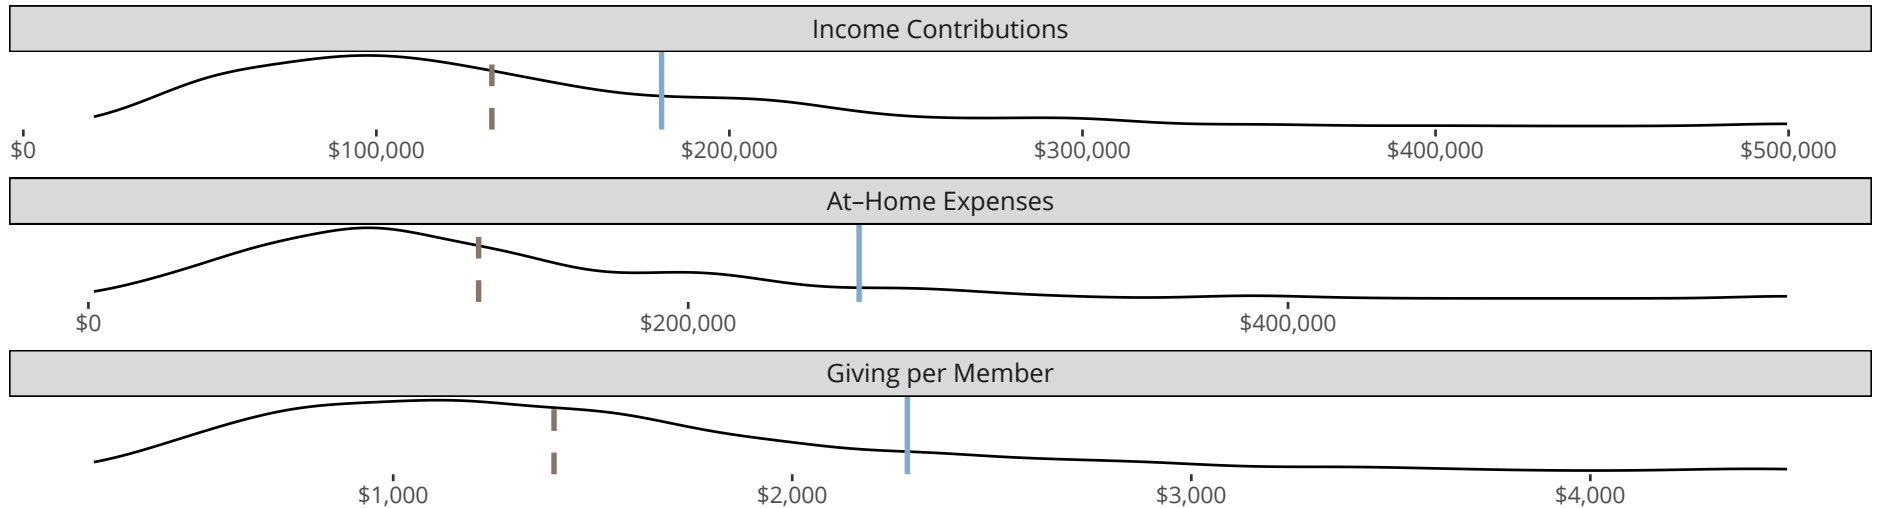 Income Contributions
$0 $100,000 $200,000 $300,000 $400,000 $500,000
At–Home Expenses
$0 $200,000 $400,000
Giving per Member
$1,000 $2,000 $3,000 $4,000